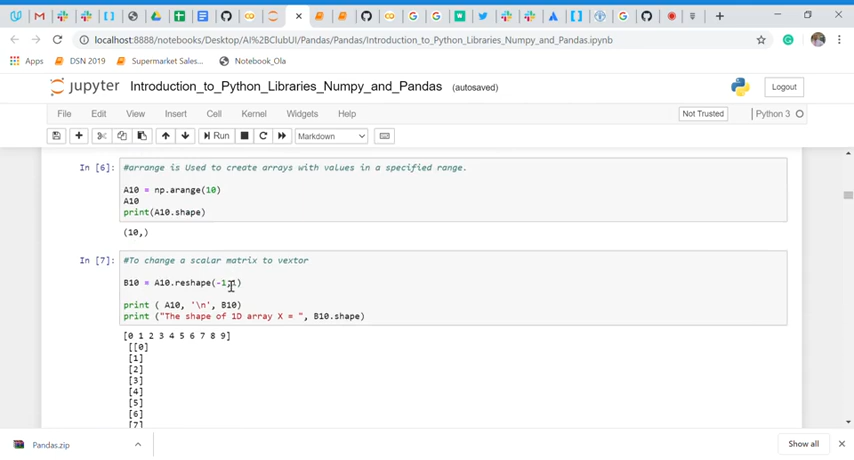 localhost:8888/notebooks/Desktop/AI%2BClubUI/Pandas/Pandas/Introduction_to_Python_Libraries_Numpy_and_Pandas.ipynb
Apps DSN 2019 Supermarket Sales... Notebook_Ola
jupyter Introduction_to_Python_Libraries_Numpy_and_Pandas (autosaved) Logout
File Edit View Insert Cell Kernel Widgets Help Not Trusted Python 3
Run Markdown
In [6]: #arrange is Used to create arrays with values in a specified range.
A10 = np.arange(10)
A10
print(A10.shape)
(10,)
In [7]: #To change a scalar matrix to vextor
B10 = A10.reshape(-1,1)
print ( A10, '\n', B10)
print ("The shape of 1D array X = ", B10.shape)
[0 1 2 3 4 5 6 7 8 9]
[[0]
[1]
[2]
[3]
[4]
[5]
[6]
[7]
Pandas.zip Show all